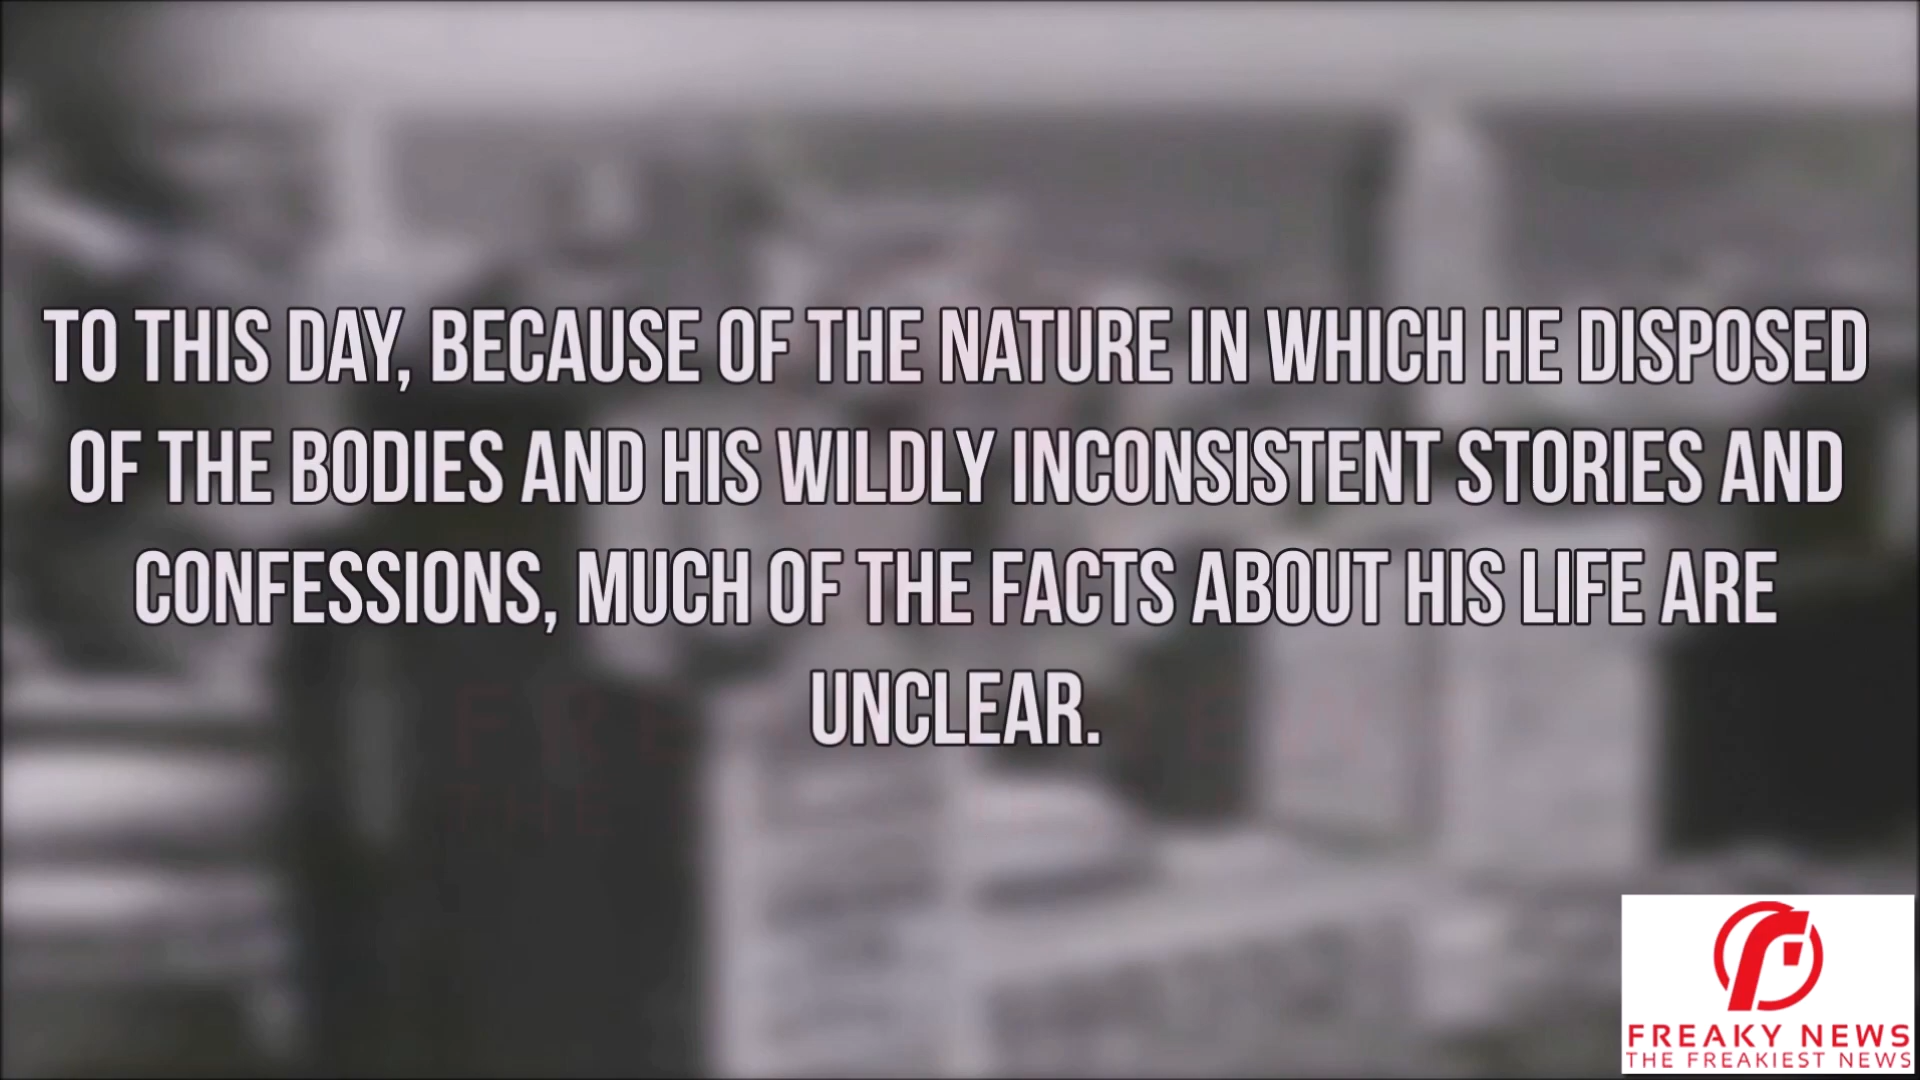 TO THIS DAY, BECAUSE OF THE NATURE IN WHICH HE DISPOSED
OF THE BODIES AND HIS WILDLY INCONSISTENT STORIES AND
CONFESSIONS, MUCH OF THE FACTS ABOUT HIS LIFE ARE
UNCLEAR.
FREAKY NEWS
THE FREAKIEST NEWS